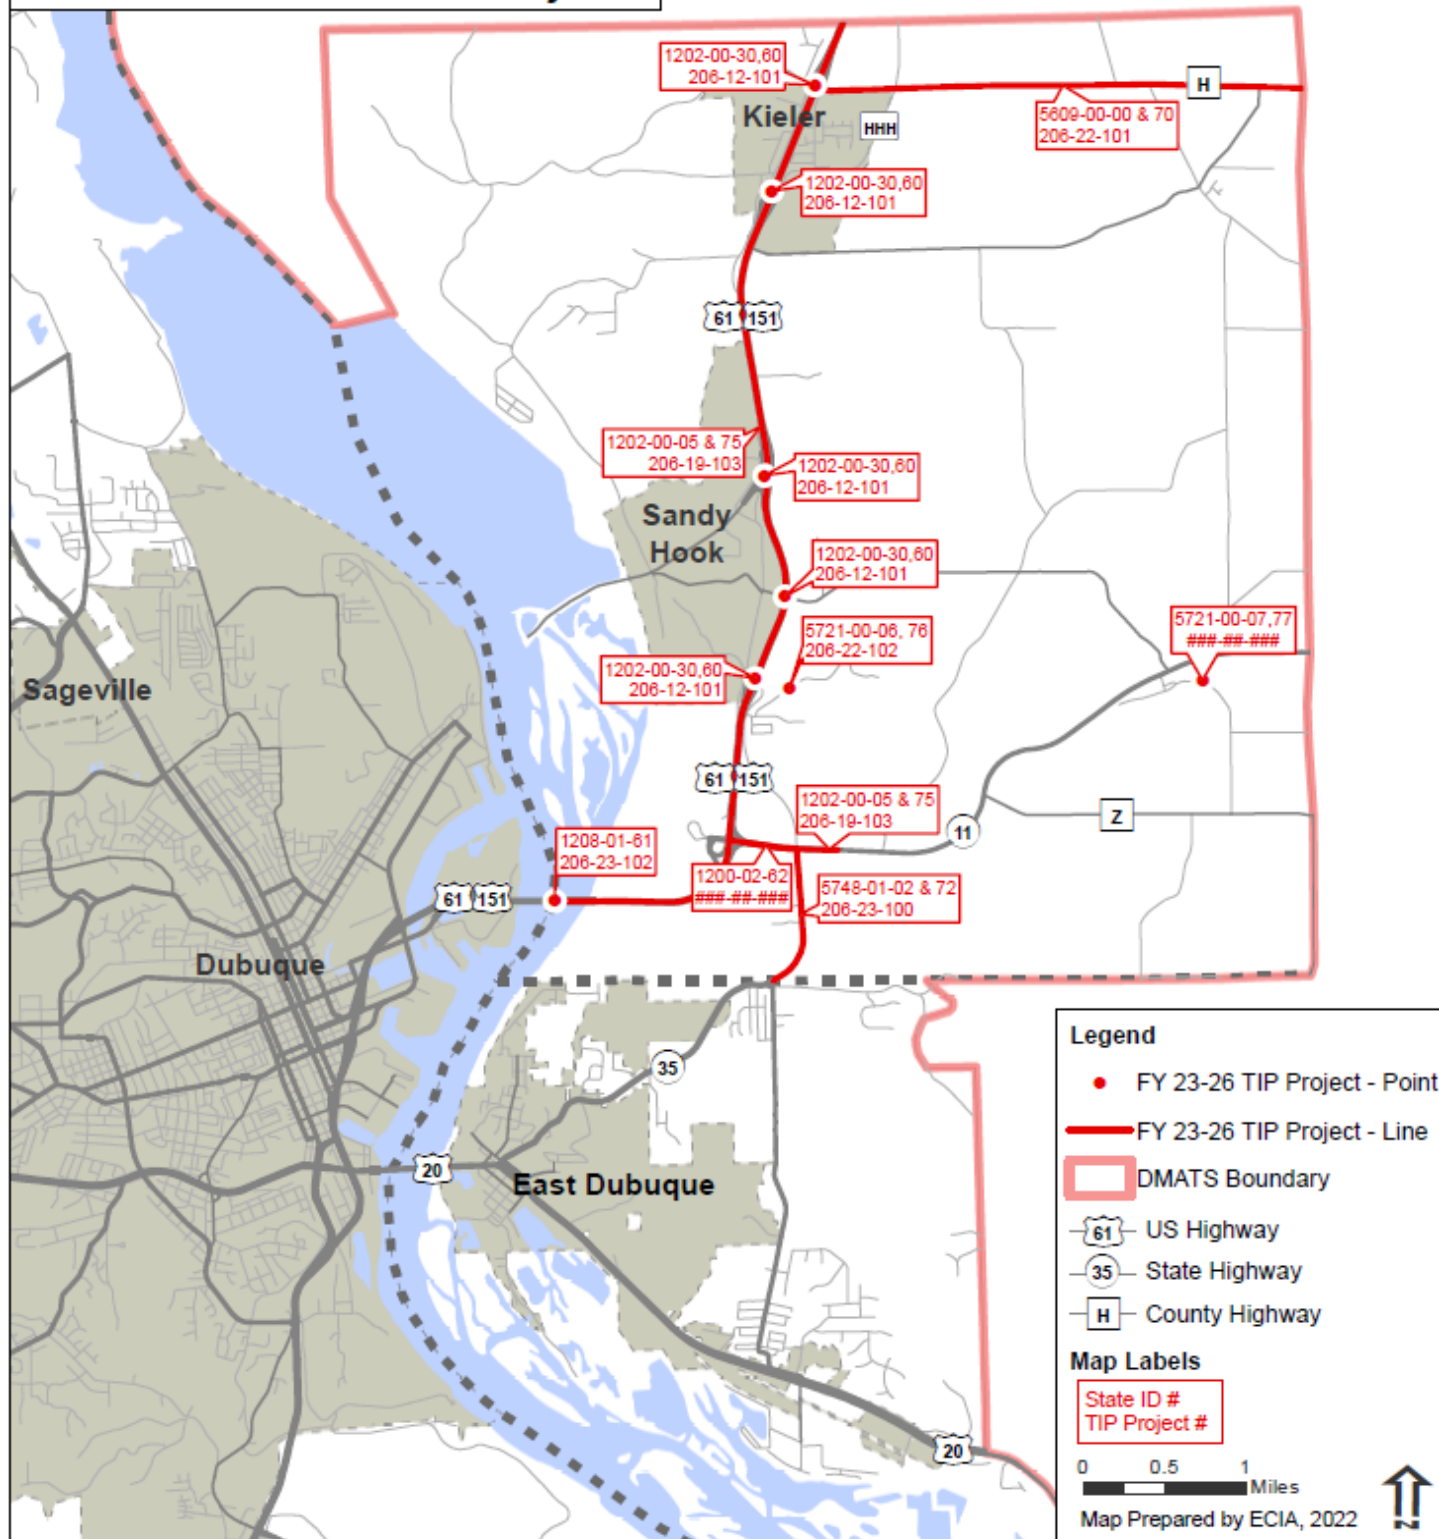 1202-00-30,60
206-12-101
H
Kieler
HHH
5609-00-00 & 70
206-22-101
1202-00-30,60
206-12-101
61 151
1202-00-05 & 75
206-19-103
1202-00-30,60
206-12-101
Sandy
Hook
1202-00-30,60
206-12-101
5721-00-07,77
###-##-###
5721-00-06, 76
206-22-102
1202-00-30,60
206-12-101
Sageville
61 151
1202-00-05 & 75
206-19-103
Z
11
1208-01-61
206-23-102
1200-02-62
###-##-###
5748-01-02 & 72
206-23-100
61 151
Dubuque
35
20
East Dubuque
20
Legend
FY 23-26 TIP Project - Point
FY 23-26 TIP Project - Line
DMATS Boundary
61 US Highway
35 State Highway
H County Highway
Map Labels
State ID #
TIP Project #
0 0.5 1
Miles
Map Prepared by ECIA, 2022
N